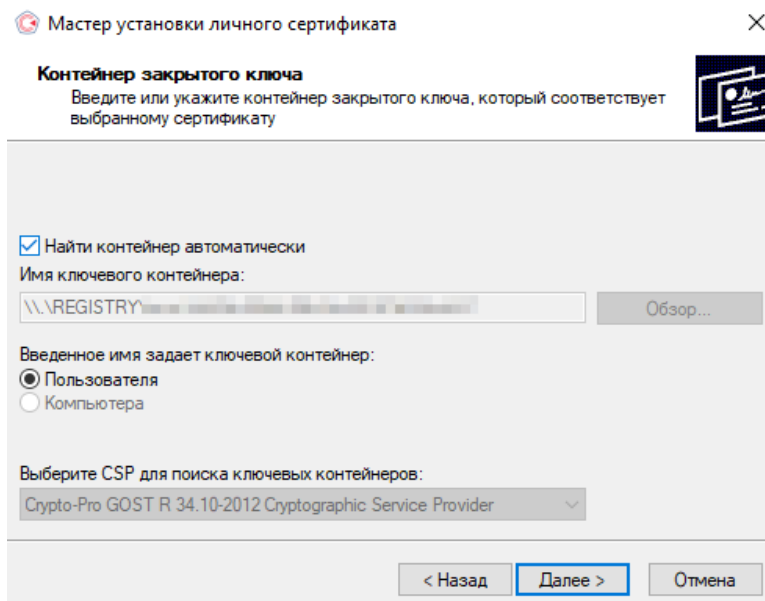 Мастер установки личного сертификата
Контейнер закрытого ключа
Введите или укажите контейнер закрытого ключа, который соответствует
выбранному сертификату
Найти контейнер автоматически
Имя ключевого контейнера:
\\.\REGISTRY\
Обзор...
Введенное имя задает ключевой контейнер:
Пользователя
Компьютера
Выберите CSP для поиска ключевых контейнеров:
Crypto-Pro GOST R 34.10-2012 Cryptographic Service Provider
< Назад
Далее >
Отмена